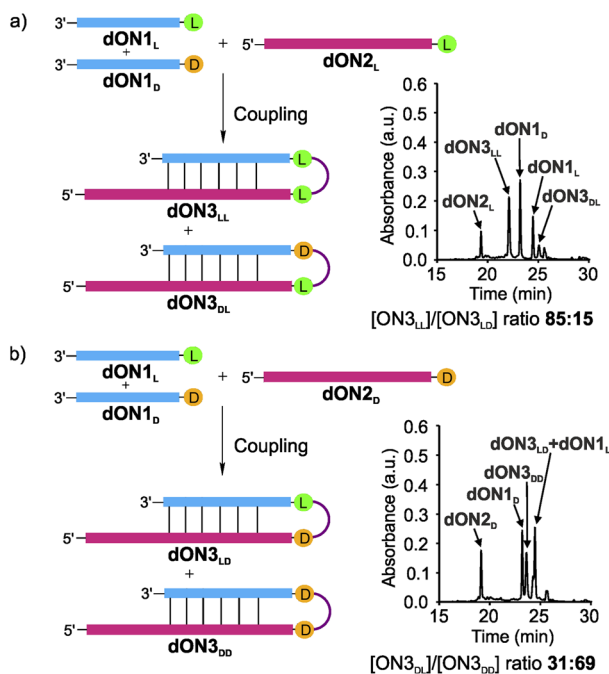 a)
3'
L
dON1L
+
3'
D
dON1D
+
5'
L
dON2L
Coupling
3'
L
5'
L
dON3LL
+
3'
D
5'
L
dON3DL
Absorbance (a.u.)
0.6
0.5
0.4
0.3
0.2
0.1
0.0
dON1D
dON3LL
dON1L
dON3DL
dON2L
15 20 25 30
Time (min)
[ON3LL]/[ON3LD] ratio 85:15
b)
3'
L
dON1L
+
3'
D
dON1D
+
5'
D
dON2D
Coupling
3'
L
5'
D
dON3LD
+
3'
D
5'
D
dON3DD
Absorbance (a.u.)
0.6
0.5
0.4
0.3
0.2
0.1
0.0
dON3LD+dON1L
dON3DD
dON1D
dON2D
15 20 25 30
Time (min)
[ON3DL]/[ON3DD] ratio 31:69